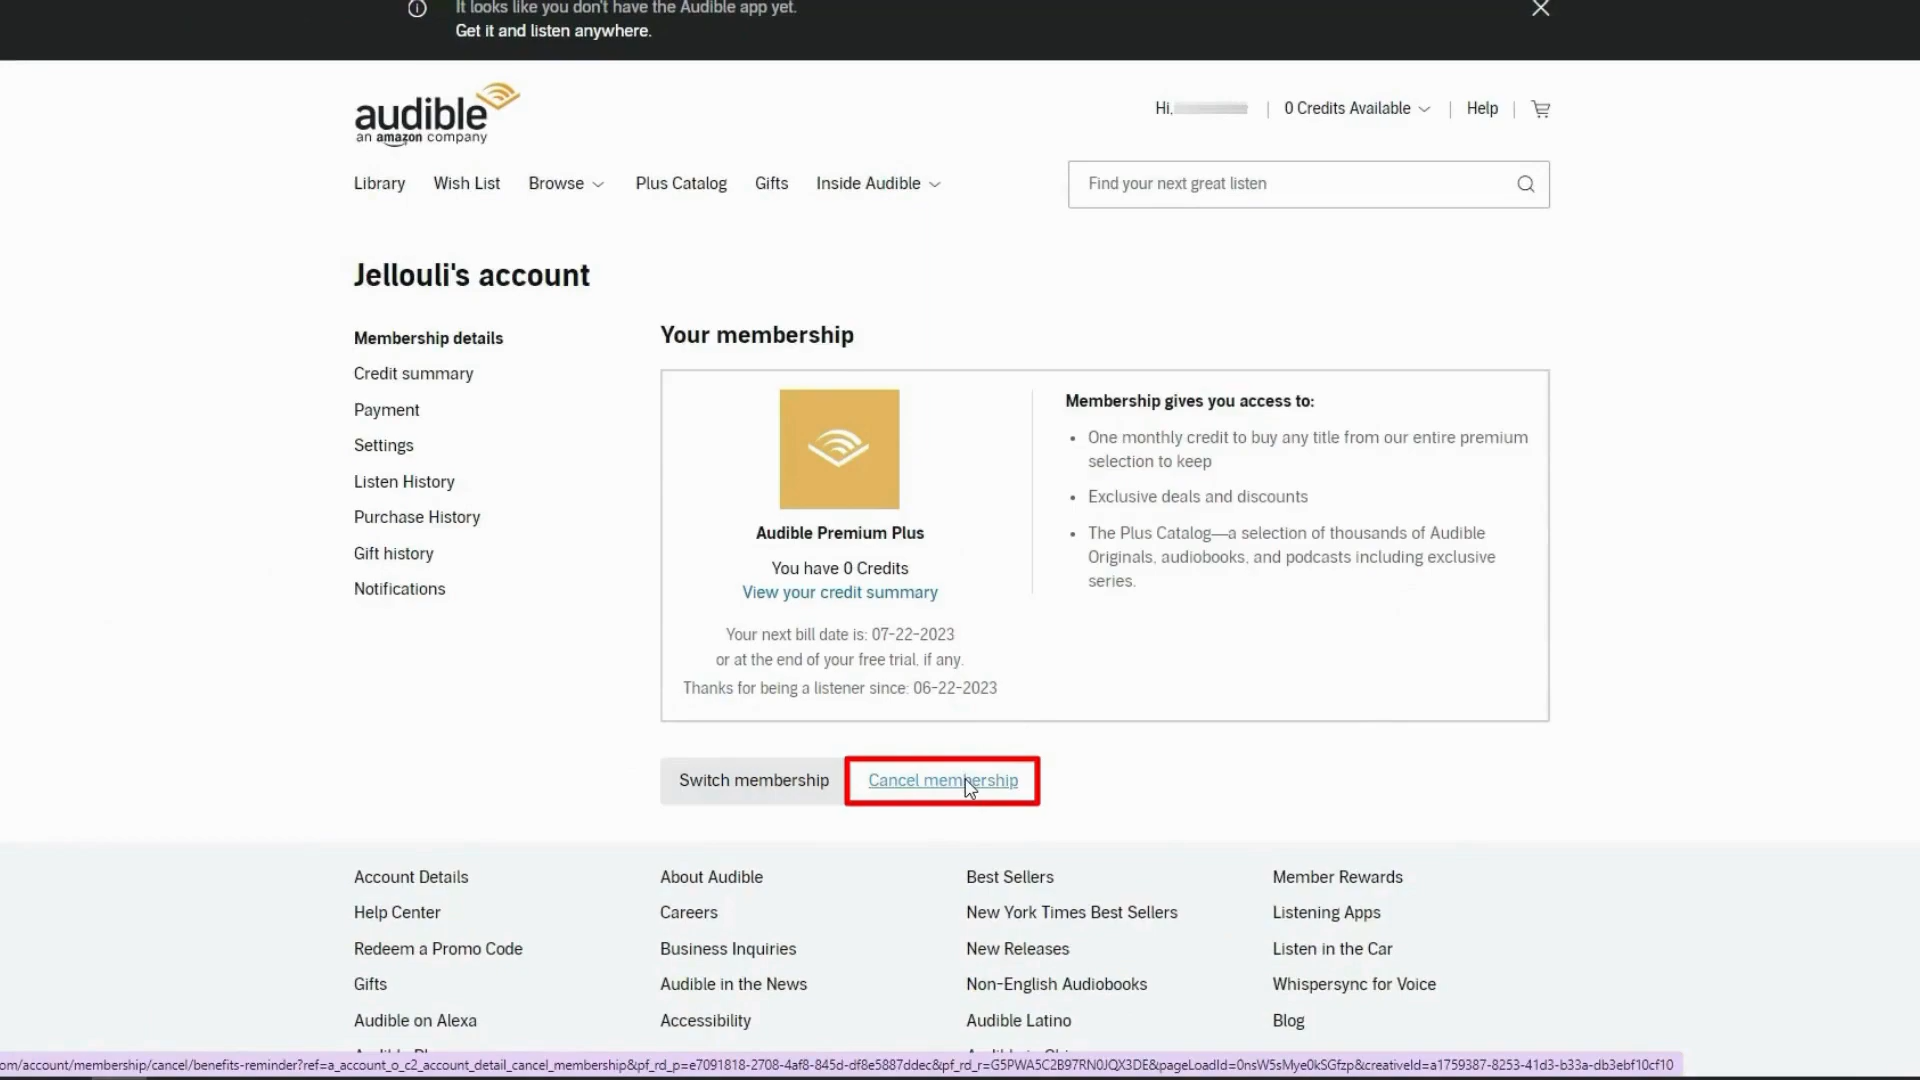 It looks like you don't have the Audible app yet.
Get it and listen anywhere.
audible
an amazon company
Hi,
0 Credits Available
Help
Library
Wish List
Browse
Plus Catalog
Gifts
Inside Audible
Find your next great listen
Jellouli's account
Membership details
Credit summary
Payment
Settings
Listen History
Purchase History
Gift history
Notifications
Your membership
Audible Premium Plus
You have 0 Credits
View your credit summary
Your next bill date is: 07-22-2023
or at the end of your free trial, if any.
Thanks for being a listener since: 06-22-2023
Membership gives you access to:
• One monthly credit to buy any title from our entire premium
selection to keep
• Exclusive deals and discounts
• The Plus Catalog—a selection of thousands of Audible
Originals, audiobooks, and podcasts including exclusive
series.
Switch membership
Cancel membership
Account Details
Help Center
Redeem a Promo Code
Gifts
Audible on Alexa
About Audible
Careers
Business Inquiries
Audible in the News
Accessibility
Best Sellers
New York Times Best Sellers
New Releases
Non-English Audiobooks
Audible Latino
Member Rewards
Listening Apps
Listen in the Car
Whispersync for Voice
Blog
om/account/membership/cancel/benefits-reminder?ref=a_account_o_c2_account_detail_cancel_membership&pf_rd_p=e7091818-2708-4af8-845d-df8e5887ddec&pf_rd_r=G5PWA5C2B97RN0JQX3DE&pageLoadId=0nsW5sMye0kSGfzp&creativeId=a1759387-8253-41d3-b33a-db3ebf10cf10